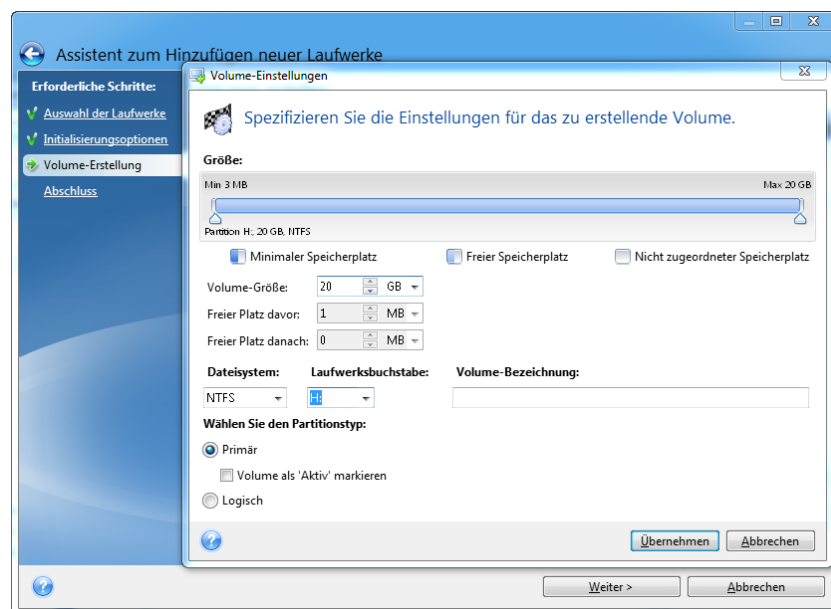 Assistent zum Hinzufügen neuer Laufwerke
Erforderliche Schritte:
Auswahl der Laufwerke
Initialisierungsoptionen
Volume-Erstellung
Abschluss
Volume-Einstellungen
Spezifizieren Sie die Einstellungen für das zu erstellende Volume.
Größe:
Min 3 MB Max 20 GB
Partition H:, 20 GB, NTFS
Minimaler Speicherplatz Freier Speicherplatz Nicht zugeordneter Speicherplatz
Volume-Größe: 20 GB
Freier Platz davor: 1 MB
Freier Platz danach: 0 MB
Dateisystem: Laufwerksbuchstabe: Volume-Bezeichnung:
NTFS H:
Wählen Sie den Partitionstyp:
Primär
Volume als 'Aktiv' markieren
Logisch
Übernehmen Abbrechen
Weiter > Abbrechen